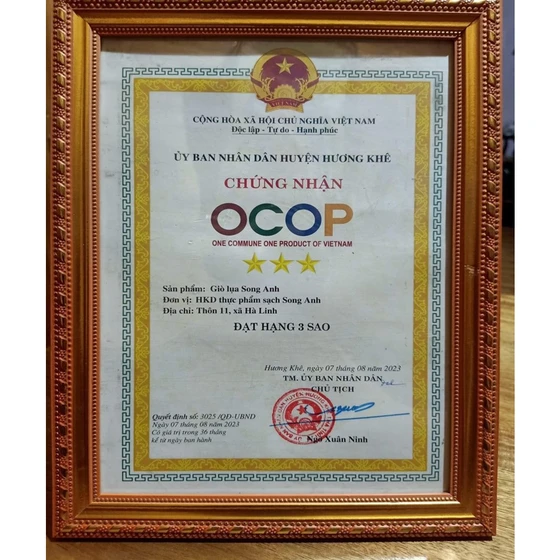 CỘNG HÒA XÃ HỘI CHỦ NGHĨA VIỆT NAM
Độc lập - Tự do - Hạnh phúc
ỦY BAN NHÂN DÂN HUYỆN HƯƠNG KHÊ
CHỨNG NHẬN
OCOP
ONE COMMUNE ONE PRODUCT OF VIETNAM
Sản phẩm: Giò lụa Song Anh
Đơn vị: HKD thực phẩm sạch Song Anh
Địa chỉ: Thôn 11, xã Hà Linh
ĐẠT HẠNG 3 SAO
Hương Khê, ngày 07 tháng 08 năm 2023
TM. ỦY BAN NHÂN DÂN
CHỦ TỊCH
Quyết định số: 3025 /QĐ-UBND
Ngày 07 tháng 08 năm 2023
Có giá trị trong 36 tháng
kể từ ngày ban hành
Ngô Xuân Ninh